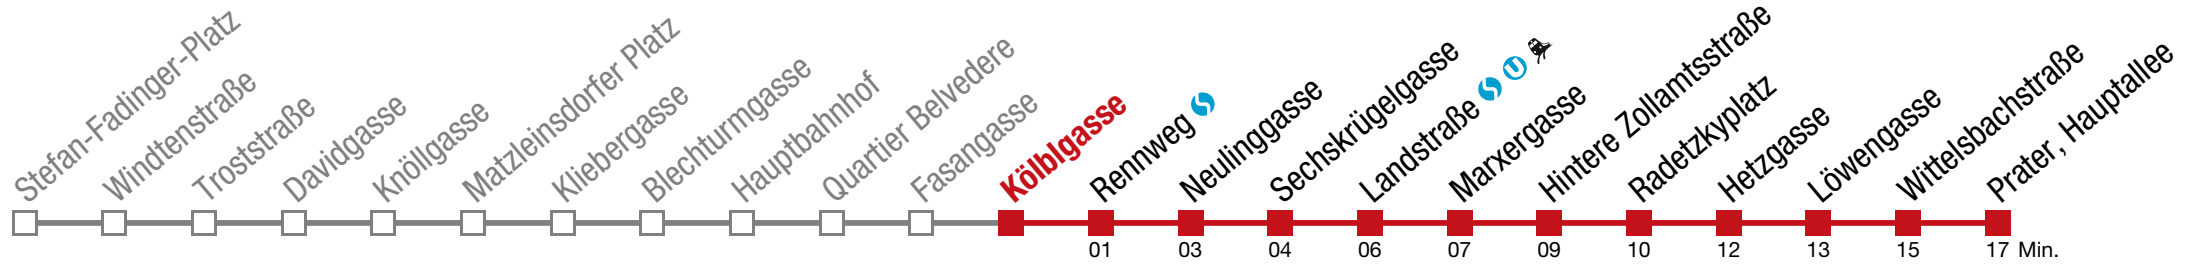 Stefan-Fadinger-Platz
Windtenstraße
Troststraße
Davidgasse
Knöllgasse
Matzleinsdorfer Platz
Kliebergasse
Blechturmgasse
Hauptbahnhof
Quartier Belvedere
Fasangasse
Kölblgasse
Rennweg S
Neulinggasse
Sechskrügelgasse
Landstraße S U
Marxergasse
Hintere Zollamtsstraße
Radetzkyplatz
Hetzgasse
Löwengasse
Wittelsbachstraße
Prater, Hauptallee
01 03 04 06 07 09 10 12 13 15 17 Min.